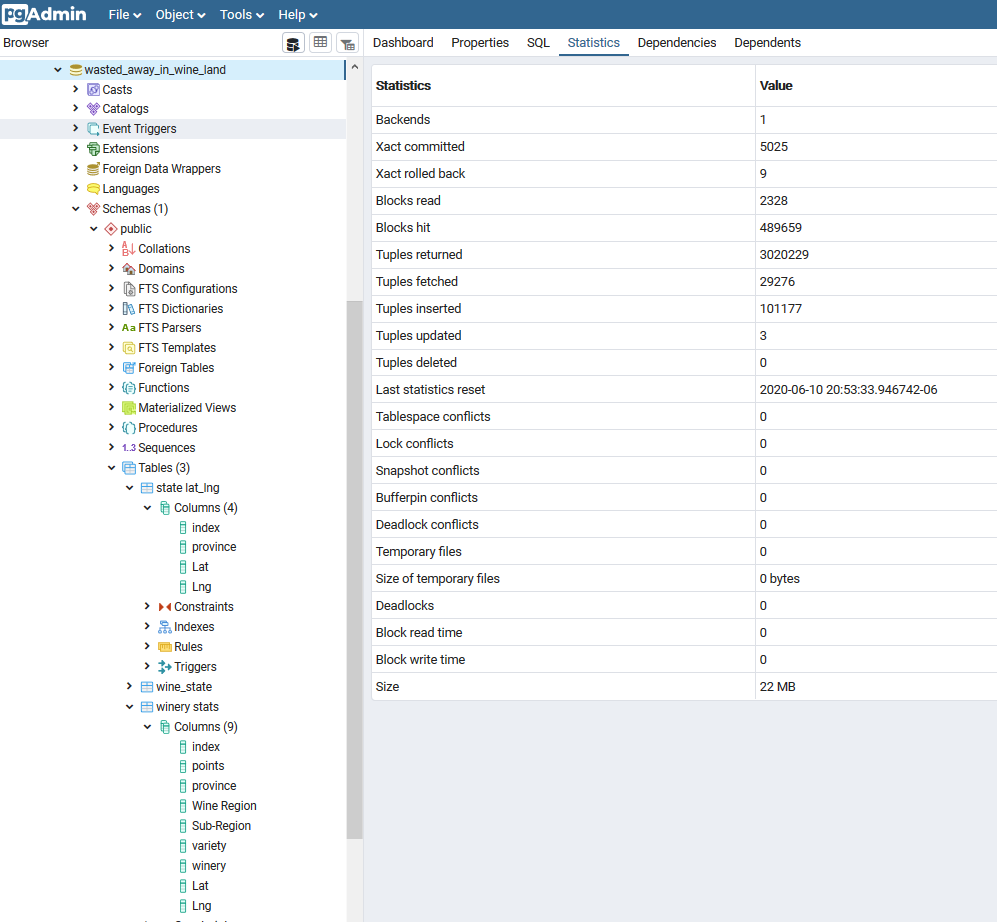 pgAdmin File Object Tools Help
Browser
Dashboard Properties SQL Statistics Dependencies Dependents
wasted_away_in_wine_land
Casts
Catalogs
Event Triggers
Extensions
Foreign Data Wrappers
Languages
Schemas (1)
public
Collations
Domains
FTS Configurations
FTS Dictionaries
Aa FTS Parsers
FTS Templates
Foreign Tables
Functions
Materialized Views
Procedures
1..3 Sequences
Tables (3)
state lat_lng
Columns (4)
index
province
Lat
Lng
Constraints
Indexes
Rules
Triggers
wine_state
winery stats
Columns (9)
index
points
province
Wine Region
Sub-Region
variety
winery
Lat
Lng
Statistics Value
Backends 1
Xact committed 5025
Xact rolled back 9
Blocks read 2328
Blocks hit 489659
Tuples returned 3020229
Tuples fetched 29276
Tuples inserted 101177
Tuples updated 3
Tuples deleted 0
Last statistics reset 2020-06-10 20:53:33.946742-06
Tablespace conflicts 0
Lock conflicts 0
Snapshot conflicts 0
Bufferpin conflicts 0
Deadlock conflicts 0
Temporary files 0
Size of temporary files 0 bytes
Deadlocks 0
Block read time 0
Block write time 0
Size 22 MB